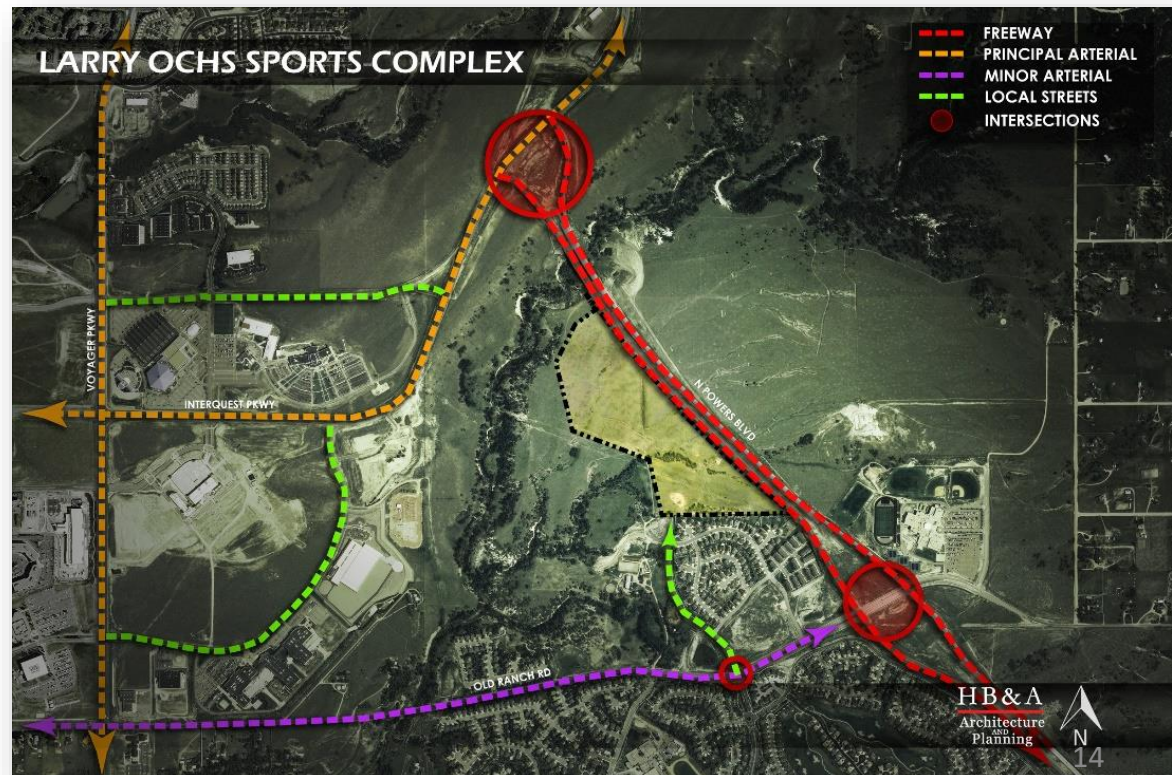 LARRY OCHS SPORTS COMPLEX
FREEWAY
PRINCIPAL ARTERIAL
MINOR ARTERIAL
LOCAL STREETS
INTERSECTIONS
VOYAGER PKWY
INTERQUEST PKWY
N POWERS BLVD
OLD RANCH RD
HB&A
Architecture
AND
Planning
N
14